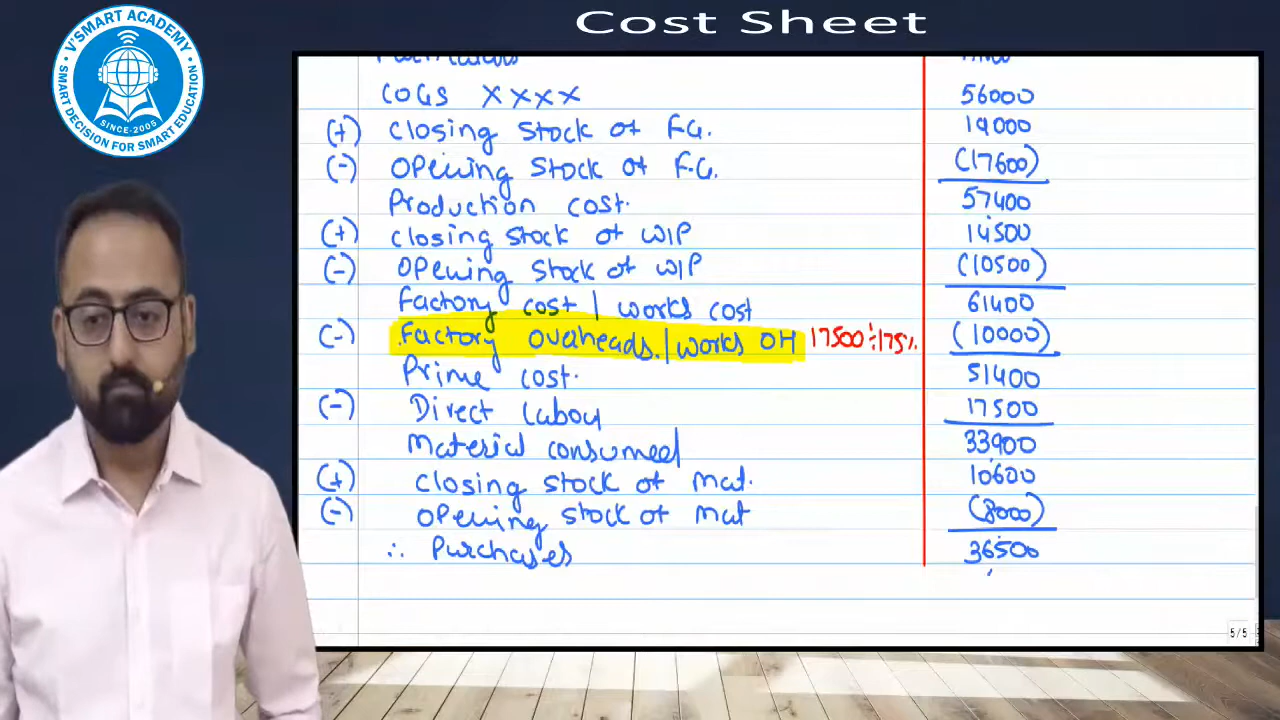 Cost Sheet
V'SMART ACADEMY
SINCE-2005
SMART DECISION FOR SMART EDUCATION
COGS XXXX 56000
(+) Closing Stock of F.G. 19000
(-) Opening Stock of F.G. (17600)
Production cost. 57400
(+) Closing Stock of WIP 14500
(-) Opening Stock of WIP (10500)
Factory cost | works cost 61400
(-) Factory Overheads. | works OH 17500÷175% (10000)
Prime cost. 51400
(-) Direct Labour 17500
Material consumed 33900
(+) Closing stock of mat. 10600
(-) Opening stock of mat (8000)
∴ Purchases 36500
5/5